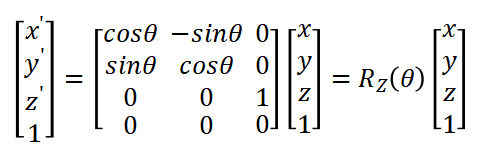 [x' [cosθ −sinθ 0] [x] [x]
y' sinθ cosθ 0 y y
= = R_Z(θ)
z' 0 0 1 z z
1] [0 0 0] [1] [1]